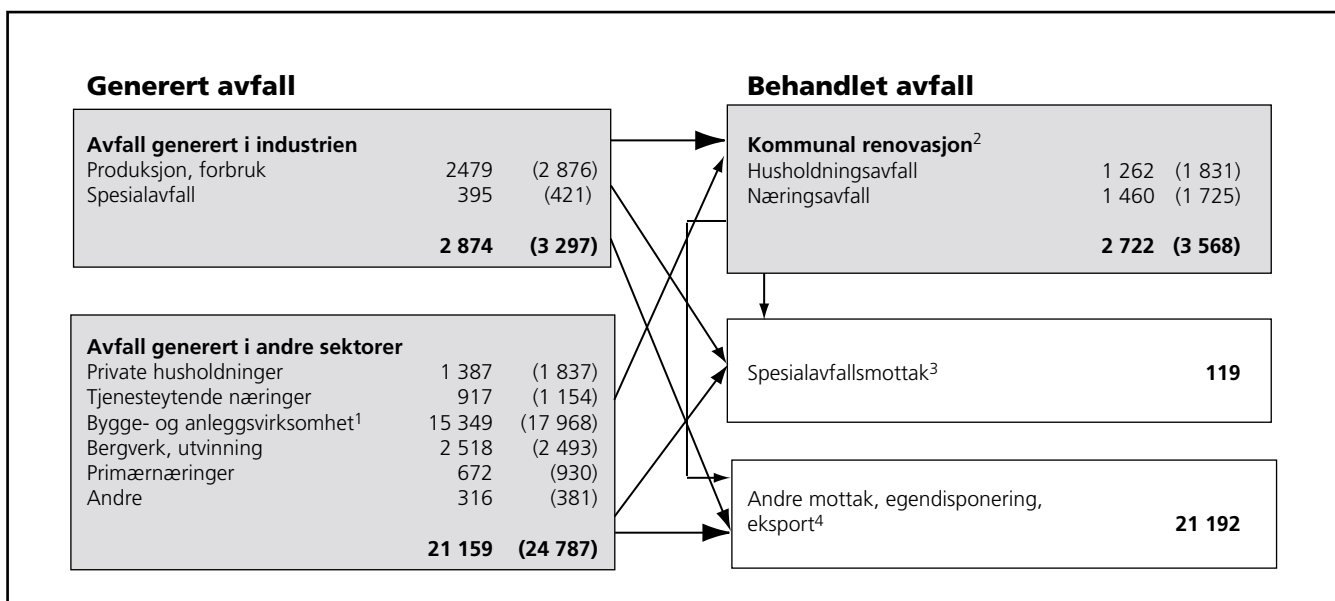 Generert avfall
Avfall generert i industrien
Produksjon, forbruk 2479 (2 876)
Spesialavfall 395 (421)
2 874 (3 297)
Avfall generert i andre sektorer
Private husholdninger 1 387 (1 837)
Tjenesteytende næringer 917 (1 154)
Bygge- og anleggsvirksomhet¹ 15 349 (17 968)
Bergverk, utvinning 2 518 (2 493)
Primærnæringer 672 (930)
Andre 316 (381)
21 159 (24 787)
Behandlet avfall
Kommunal renovasjon²
Husholdningsavfall 1 262 (1 831)
Næringsavfall 1 460 (1 725)
2 722 (3 568)
Spesialavfallsmottak³ 119
Andre mottak, egendisponering,
eksport⁴ 21 192